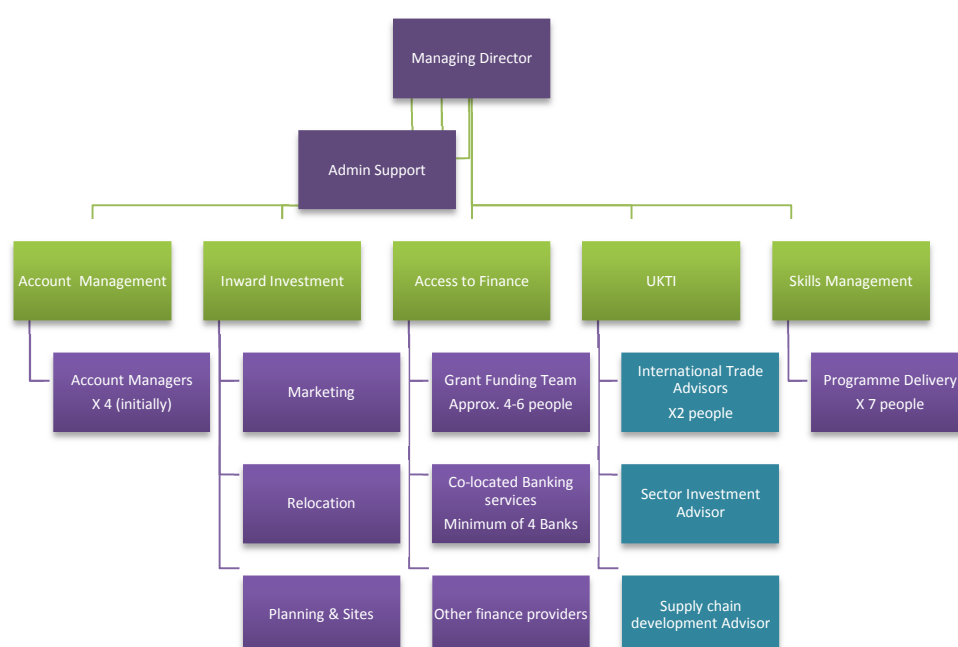 Managing Director
Admin Support
Account  Management
Inward Investment
Access to Finance
UKTI
Skills Management
Account Managers
X 4 (initially)
Marketing
Grant Funding Team
Approx. 4-6 people
International Trade
Advisors
X2 people
Programme Delivery
X 7 people
Relocation
Co-located Banking
services
Minimum of 4 Banks
Sector Investment
Advisor
Planning & Sites
Other finance providers
Supply chain
development Advisor